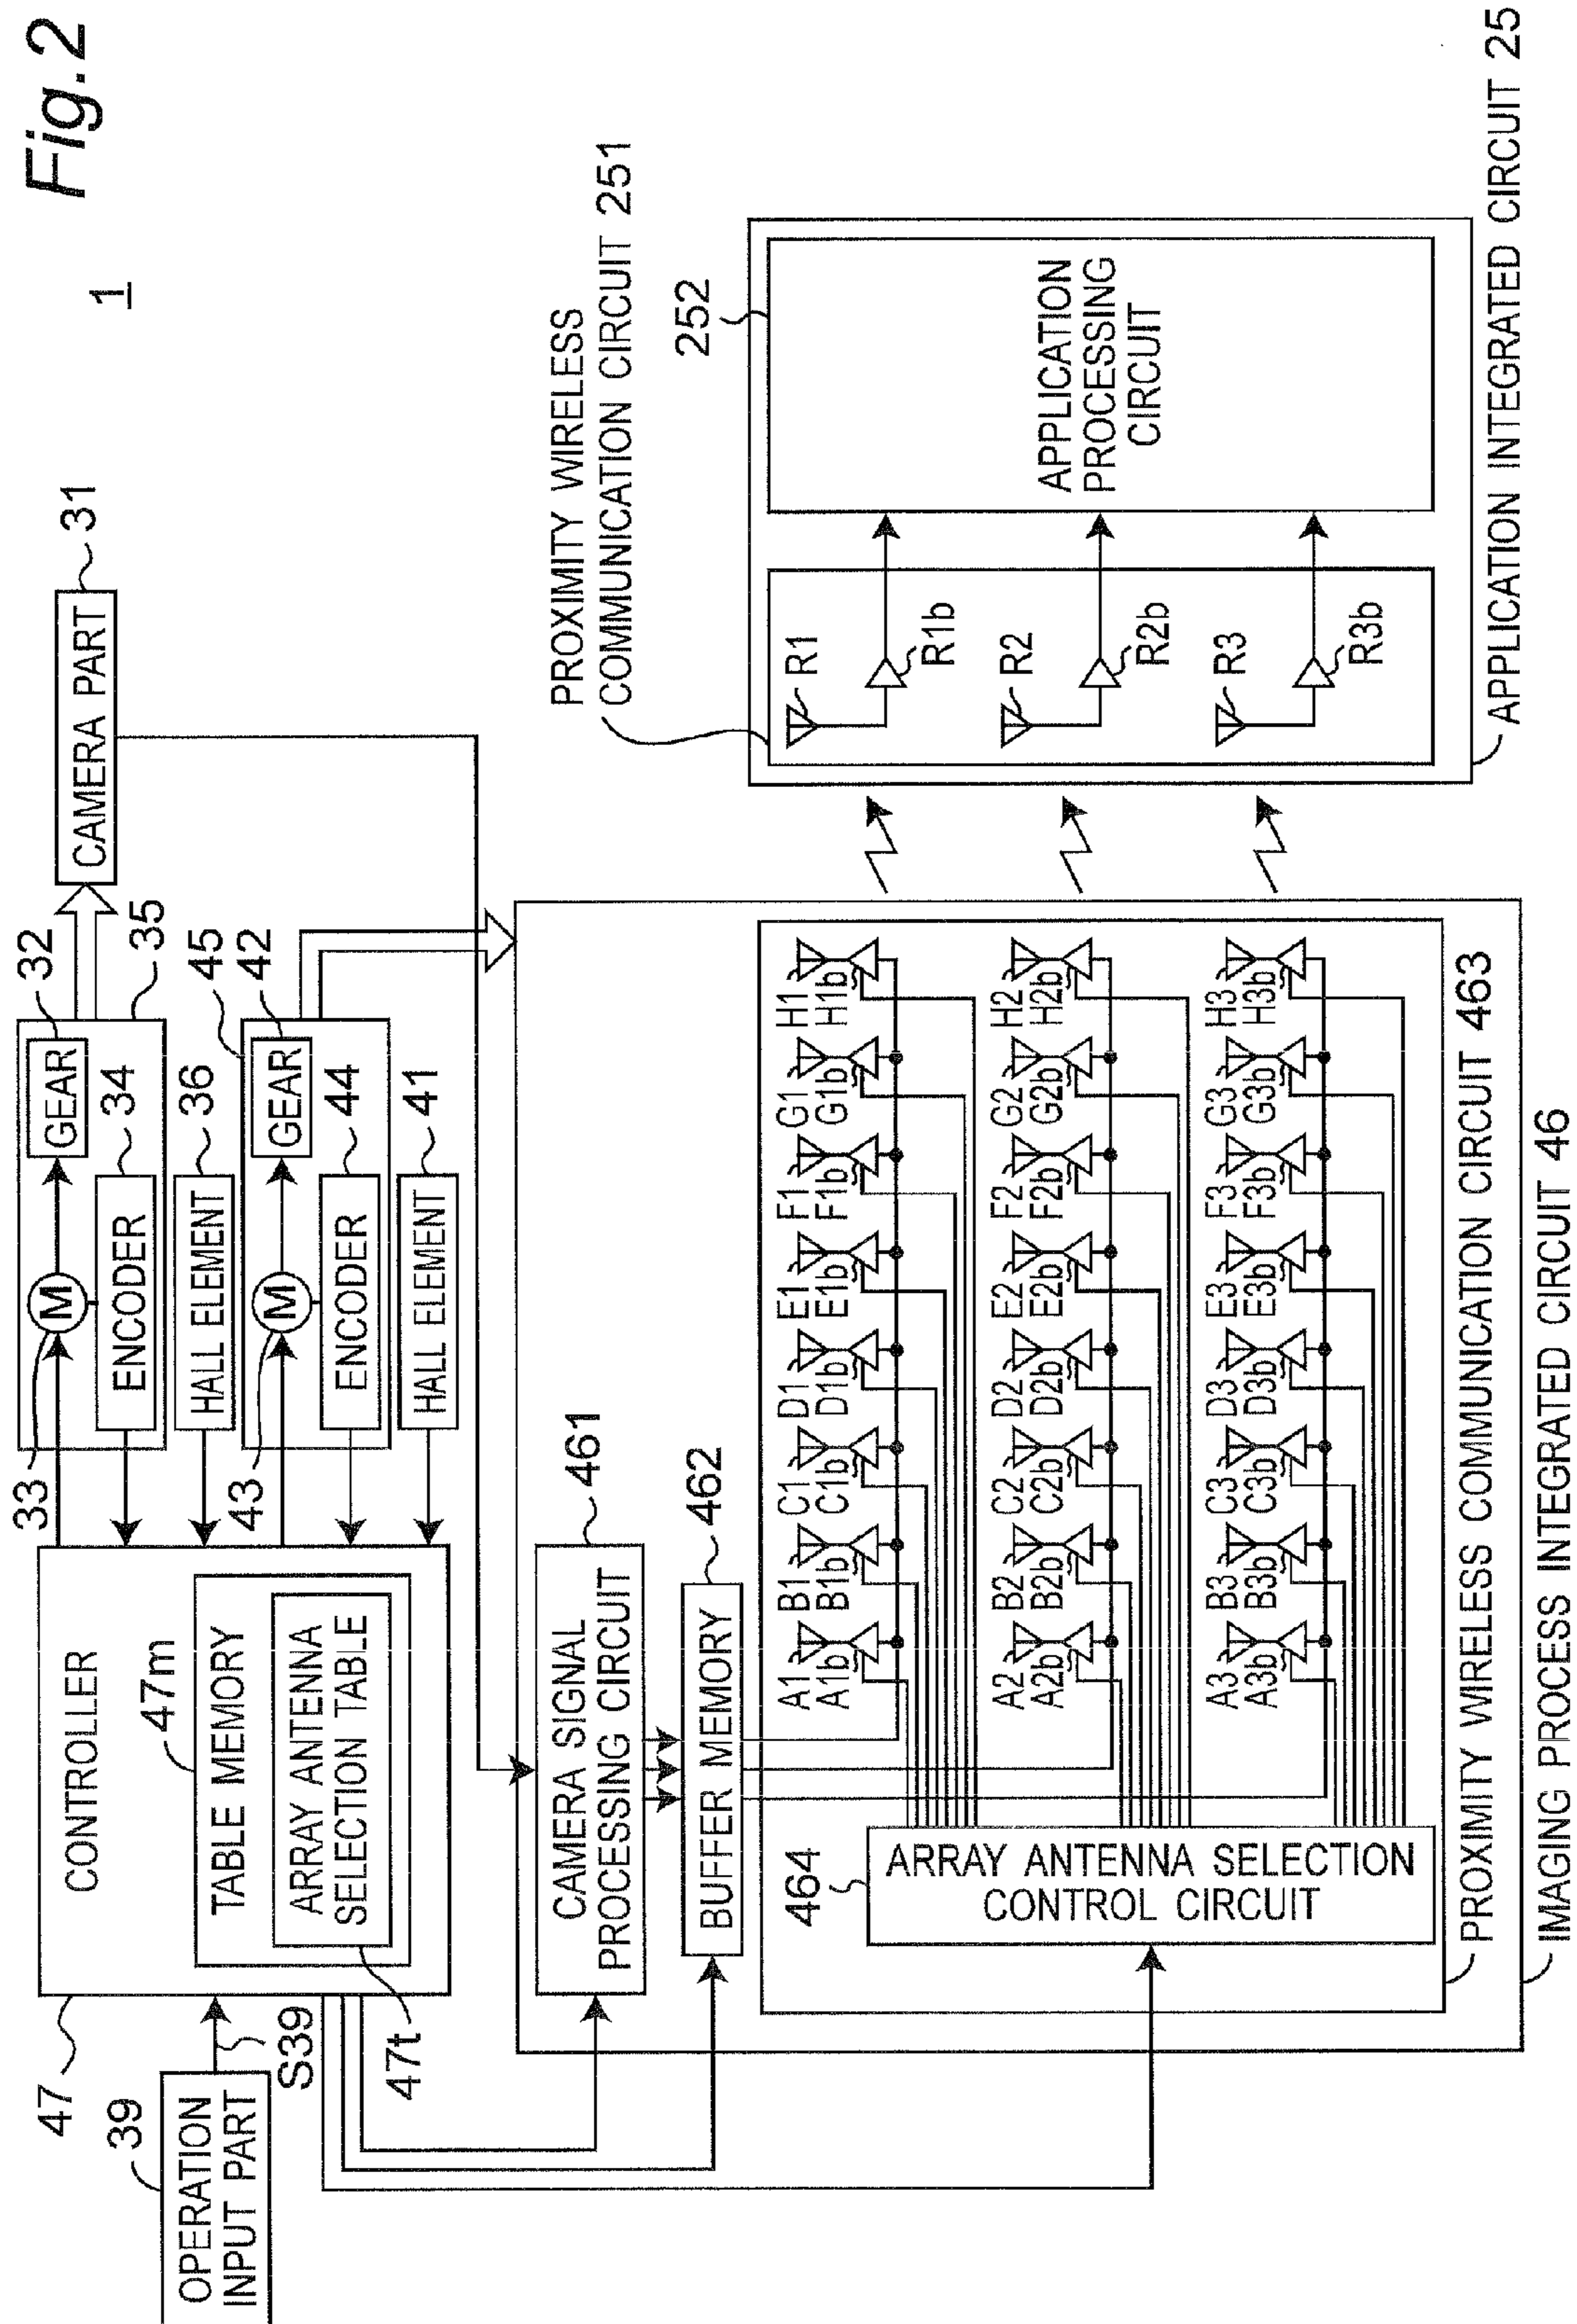 Fig.2
1
39
OPERATION
INPUT PART
S39
47
CONTROLLER
47m
TABLE MEMORY
ARRAY ANTENNA
SELECTION TABLE
47t
33
M
GEAR
32
ENCODER
34
35
HALL ELEMENT
36
43
M
GEAR
42
45
ENCODER
44
HALL ELEMENT
41
CAMERA PART
31
CAMERA SIGNAL
PROCESSING CIRCUIT
461
BUFFER MEMORY
462
464
ARRAY ANTENNA SELECTION
CONTROL CIRCUIT
A1 B1 C1 D1 E1 F1 G1 H1
A1b B1b C1b D1b E1b F1b G1b H1b
A2 B2 C2 D2 E2 F2 G2 H2
A2b B2b C2b D2b E2b F2b G2b H2b
A3 B3 C3 D3 E3 F3 G3 H3
A3b B3b C3b D3b E3b F3b G3b H3b
PROXIMITY WIRELESS COMMUNICATION CIRCUIT 463
IMAGING PROCESS INTEGRATED CIRCUIT 46
PROXIMITY WIRELESS
COMMUNICATION CIRCUIT 251
252
R1
R1b
R2
R2b
R3
R3b
APPLICATION
PROCESSING
CIRCUIT
APPLICATION INTEGRATED CIRCUIT 25